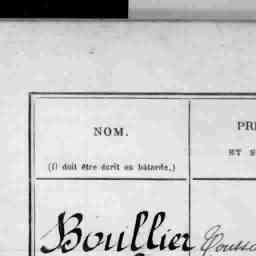 NOM.
(Il doit être écrit en bâtarde.)
PR
ET S
Boullier